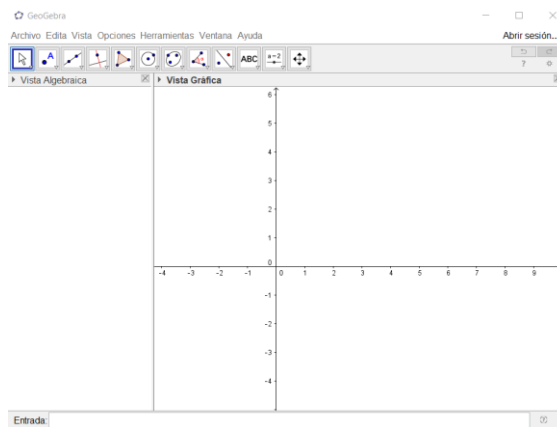 GeoGebra
Archivo Edita Vista Opciones Herramientas Ventana Ayuda Abrir sesión...
A ABC a=2
?
Vista Algebraica Vista Gráfica
6
5
4
3
2
1
0
-4 -3 -2 -1 0 1 2 3 4 5 6 7 8 9
-1
-2
-3
-4
Entrada: